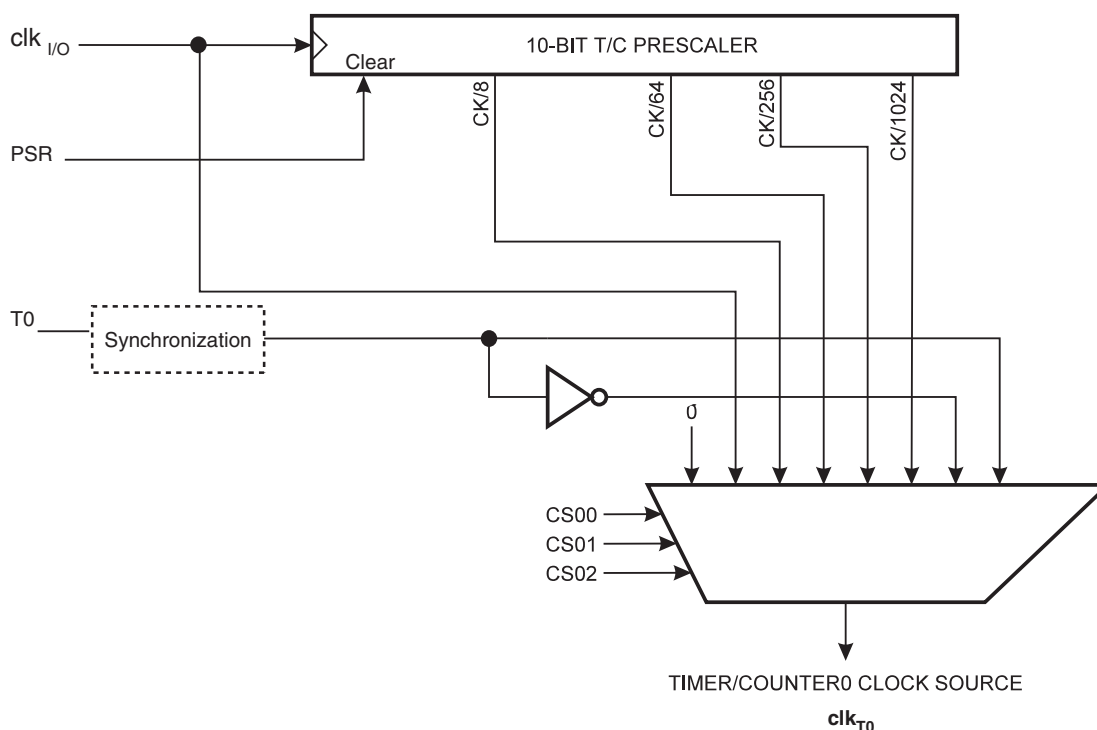 clk I/O
10-BIT T/C PRESCALER
Clear
CK/8
CK/64
CK/256
CK/1024
PSR
T0
Synchronization
0
CS00
CS01
CS02
TIMER/COUNTER0 CLOCK SOURCE
clkT0